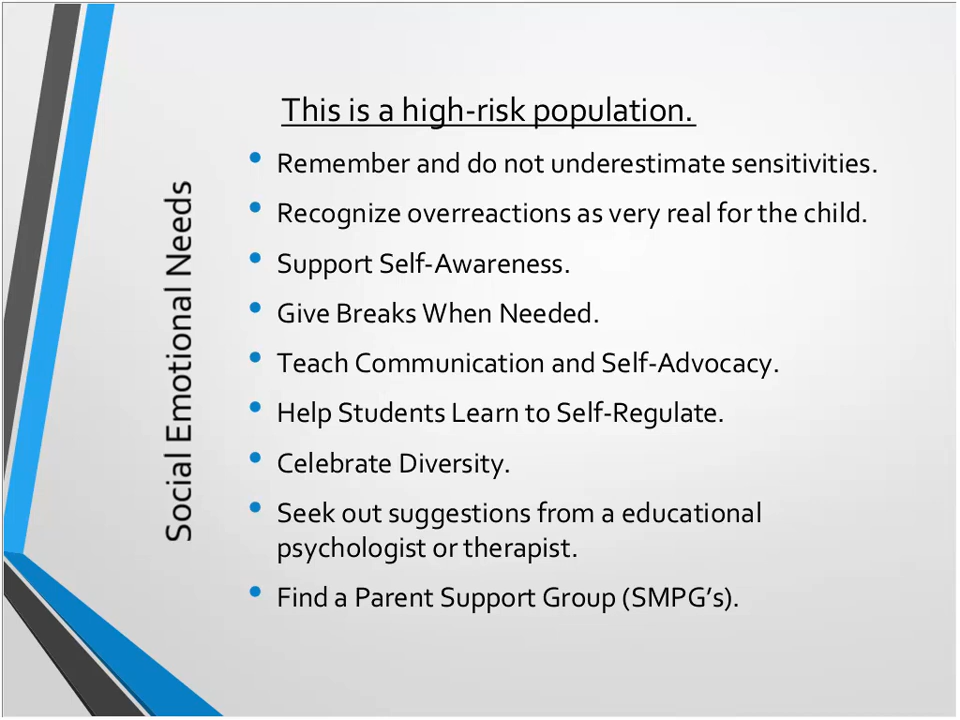 Social Emotional Needs
This is a high-risk population.
• Remember and do not underestimate sensitivities.
• Recognize overreactions as very real for the child.
• Support Self-Awareness.
• Give Breaks When Needed.
• Teach Communication and Self-Advocacy.
• Help Students Learn to Self-Regulate.
• Celebrate Diversity.
• Seek out suggestions from a educational
psychologist or therapist.
• Find a Parent Support Group (SMPG’s).